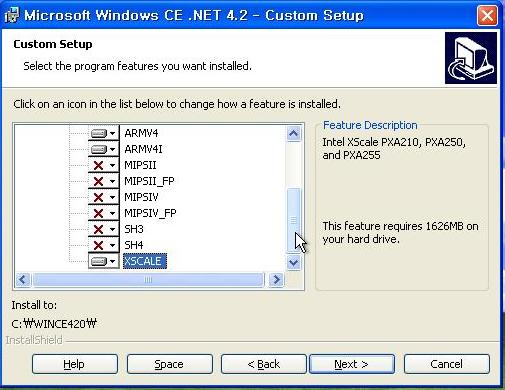 Microsoft Windows CE .NET 4.2 - Custom Setup
Custom Setup
Select the program features you want installed.
Click on an icon in the list below to change how a feature is installed.
ARMV4
ARMV4I
MIPSII
MIPSII_FP
MIPSIV
MIPSIV_FP
SH3
SH4
XSCALE
Feature Description
Intel XScale PXA210, PXA250,
and PXA255
This feature requires 1626MB on
your hard drive.
Install to:
C:₩WINCE420₩
InstallShield
Help
Space
< Back
Next >
Cancel